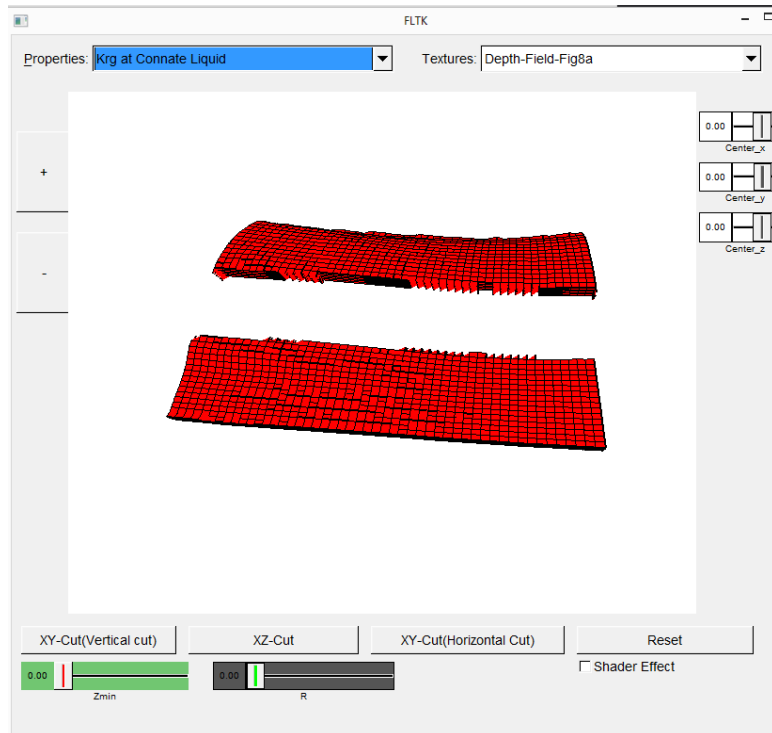 FLTK
Properties: Krg at Connate Liquid Textures: Depth-Field-Fig8a
0.00
Center_x
+
0.00
Center_y
0.00
Center_z
-
XY-Cut(Vertical cut) XZ-Cut XY-Cut(Horizontal Cut) Reset
0.00 0.00 Shader Effect
Zmin R